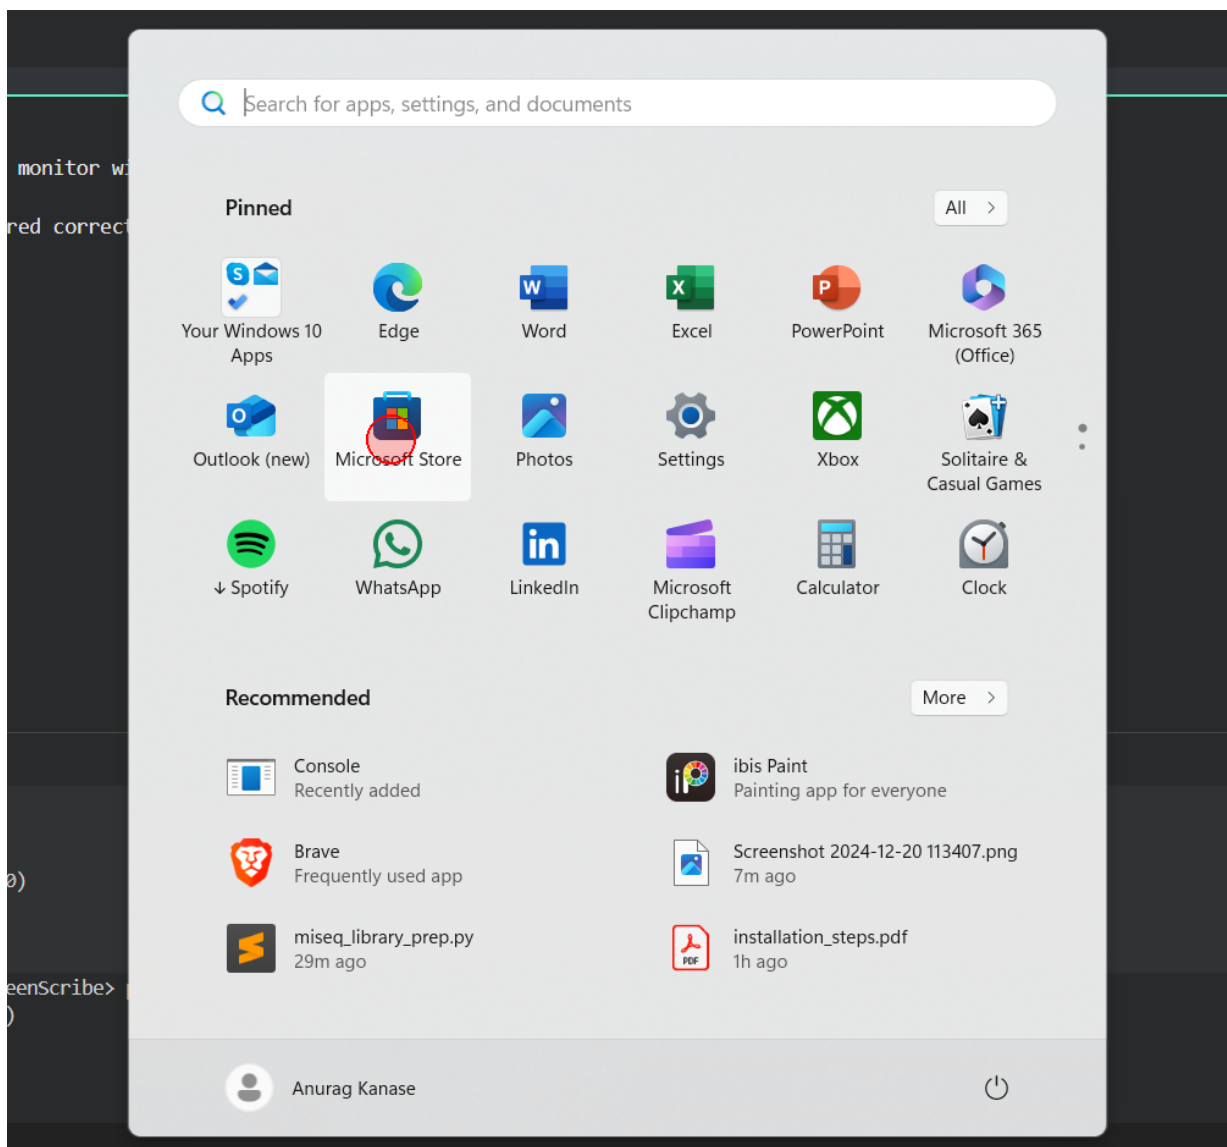 Search for apps, settings, and documents
monitor wi
red correct
Pinned
All
Your Windows 10
Apps
Edge
Word
Excel
PowerPoint
Microsoft 365
(Office)
Outlook (new)
Microsoft Store
Photos
Settings
Xbox
Solitaire &
Casual Games
↓ Spotify
WhatsApp
LinkedIn
Microsoft
Clipchamp
Calculator
Clock
Recommended
More
Console
Recently added
ibis Paint
Painting app for everyone
Brave
Frequently used app
Screenshot 2024-12-20 113407.png
7m ago
0)
miseq_library_prep.py
29m ago
PDF
installation_steps.pdf
1h ago
eenScribe> p
)
Anurag Kanase